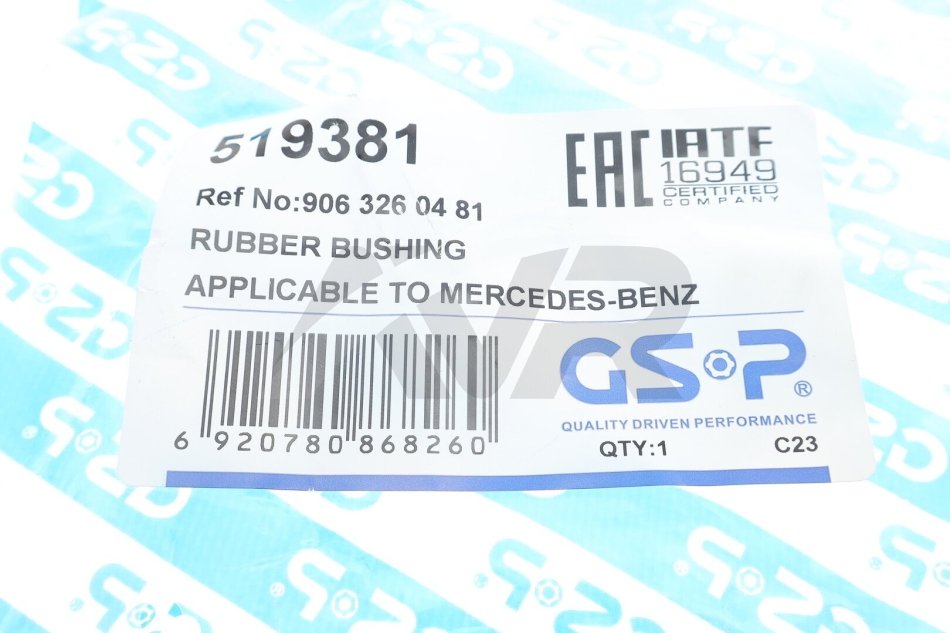 519381
EAC
IATF
16949
CERTIFIED
COMPANY
Ref No:906 326 04 81
RUBBER BUSHING
APPLICABLE TO MERCEDES-BENZ
GSP®
QUALITY DRIVEN PERFORMANCE
6 920780 868260
QTY:1
C23